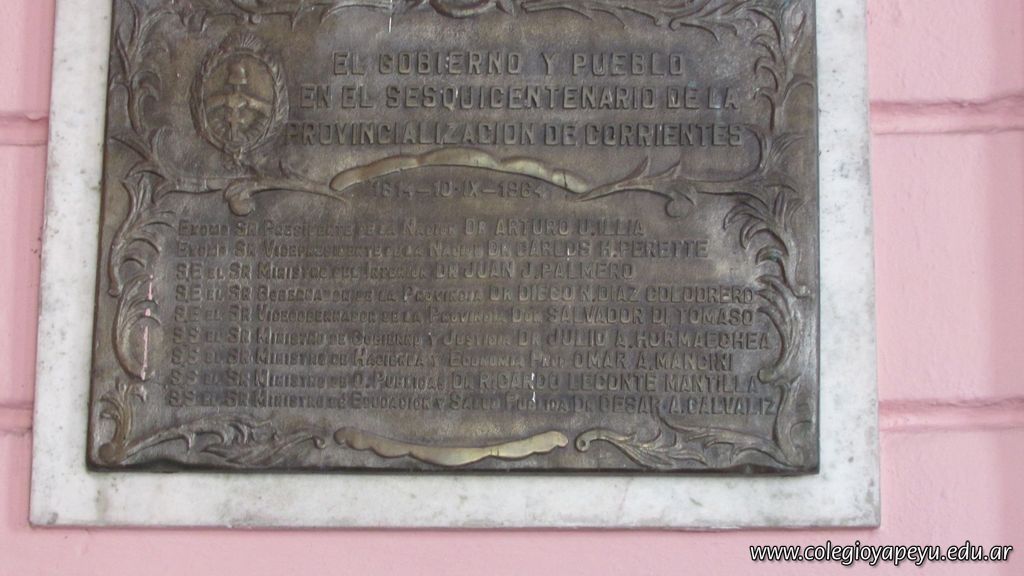 EL GOBIERNO Y PUEBLO
EN EL SESQUICENTENARIO DE LA
PROVINCIALIZACION DE CORRIENTES
1814–10-IX–1964
EXCMO SR PRESIDENTE DE LA NACION DR ARTURO U.ILLIA
EXCMO SR VICEPRESIDENTE DE LA NACION DR CARLOS H.PERETTE
S.E EL SR MINISTRO DEL INTERIOR DR JUAN J.PALMERO
S.E EL SR GOBERNADOR DE LA PROVINCIA DR DIEGO N.DIAZ COLODRERO
S.E EL SR VICEGOBERNADOR DE LA PROVINCIA DON SALVADOR DI TOMASO
S.S EL SR MINISTRO DE GOBIERNO Y JUSTICIA DR JULIO A.HORMAECHEA
S.S EL SR MINISTRO DE HACIENDA Y ECONOMIA OMAR A.MANCINI
S.S EL SR MINISTRO DE O.PUBLICAS DR RICARDO LECONTE MANTILLA
S.S EL SR MINISTRO DE EDUCACION Y SALUD PUBLICA DR CESAR A.GALVALIZ
www.colegioyapeyu.edu.ar